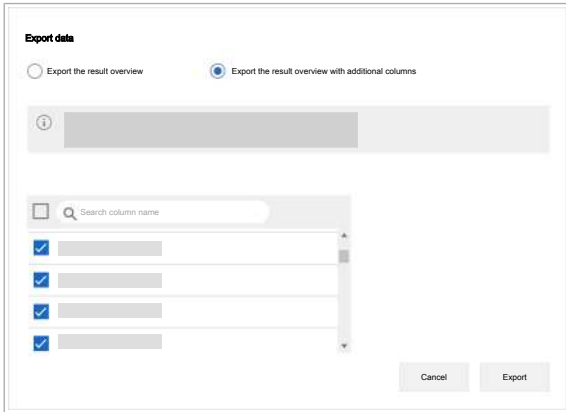 Export data
Export the result overview
Export the result overview with additional columns
Search column name
Cancel
Export